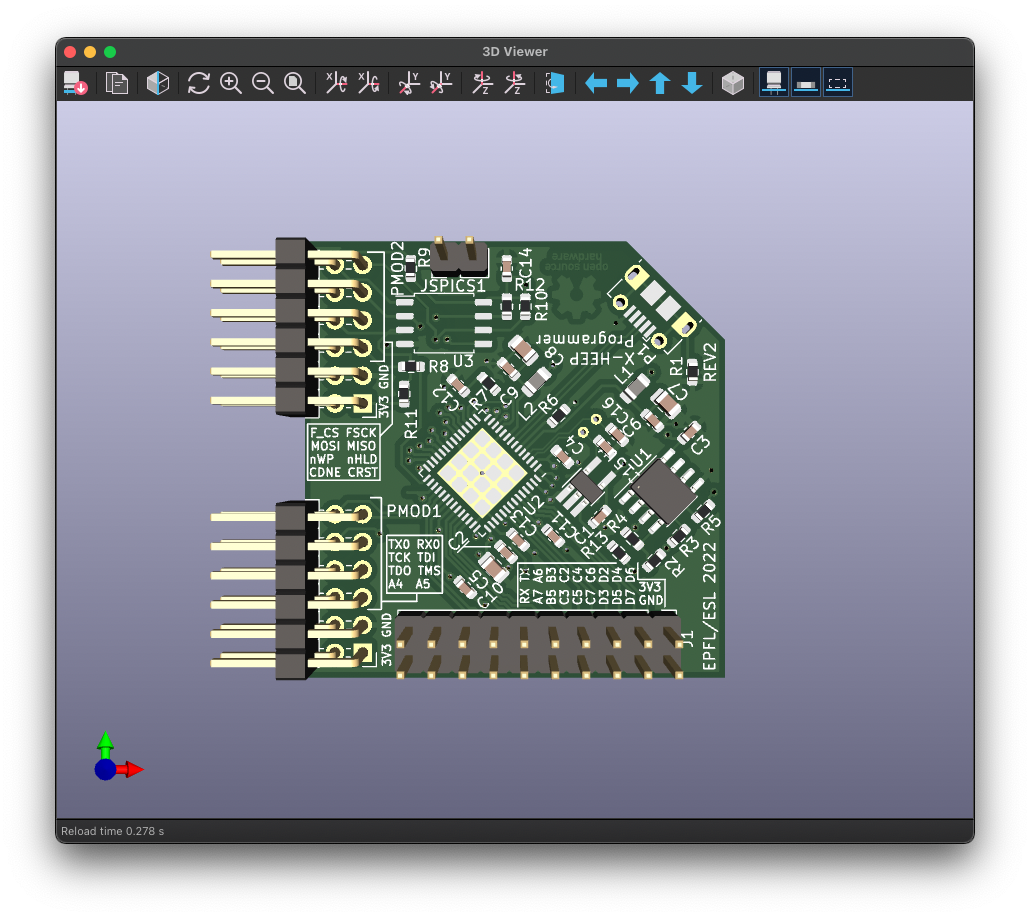 3D Viewer
PMOD2
R9
JSPICS1
C14
open source
hardware
R12
R10
Programmer
X-HEEP
P1
U3
C8
R8
R1
REV2
3V3 GND
R11
R7
C9
L2
R6
L1
C7
C6
C3
F_CS FSCK
MOSI MISO
nWP nHLD
CDNE CRST
C4
U1
U2
PMOD1
C2
C11
R13
R4
R5
R3
R2
TX0 RX0
TCK TDI
TDO TMS
A4 A5
C10
RX TX
A7 A6
B5 B3
C3 C2
C5 C4
C7 C6
D3 D2
D5 D4
D7 D6
3V3
GND
3V3 GND
J1
EPFL/ESL 2022
Reload time 0.278 s